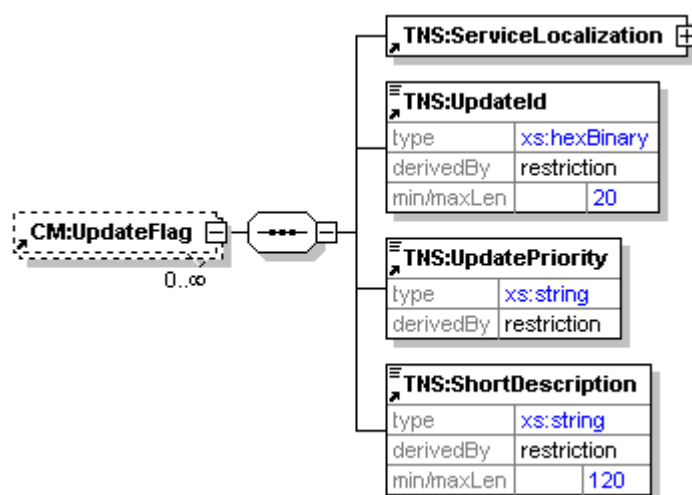 TNS:ServiceLocalization
TNS:UpdateId
type xs:hexBinary
derivedBy restriction
min/maxLen 20
CM:UpdateFlag
0..∞
TNS:UpdatePriority
type xs:string
derivedBy restriction
TNS:ShortDescription
type xs:string
derivedBy restriction
min/maxLen 120